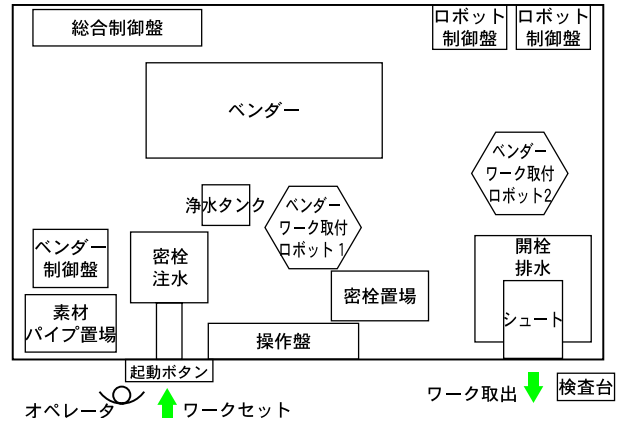 総合制御盤
ロボット
制御盤
ロボット
制御盤
ベンダー
ベンダー
ワーク取付
ロボット2
浄水タンク
ベンダー
ワーク取付
ロボット1
ベンダー
制御盤
密栓
注水
開栓
排水
密栓置場
素材
パイプ置場
シュート
操作盤
起動ボタン
オペレータ
ワークセット
ワーク取出
検査台